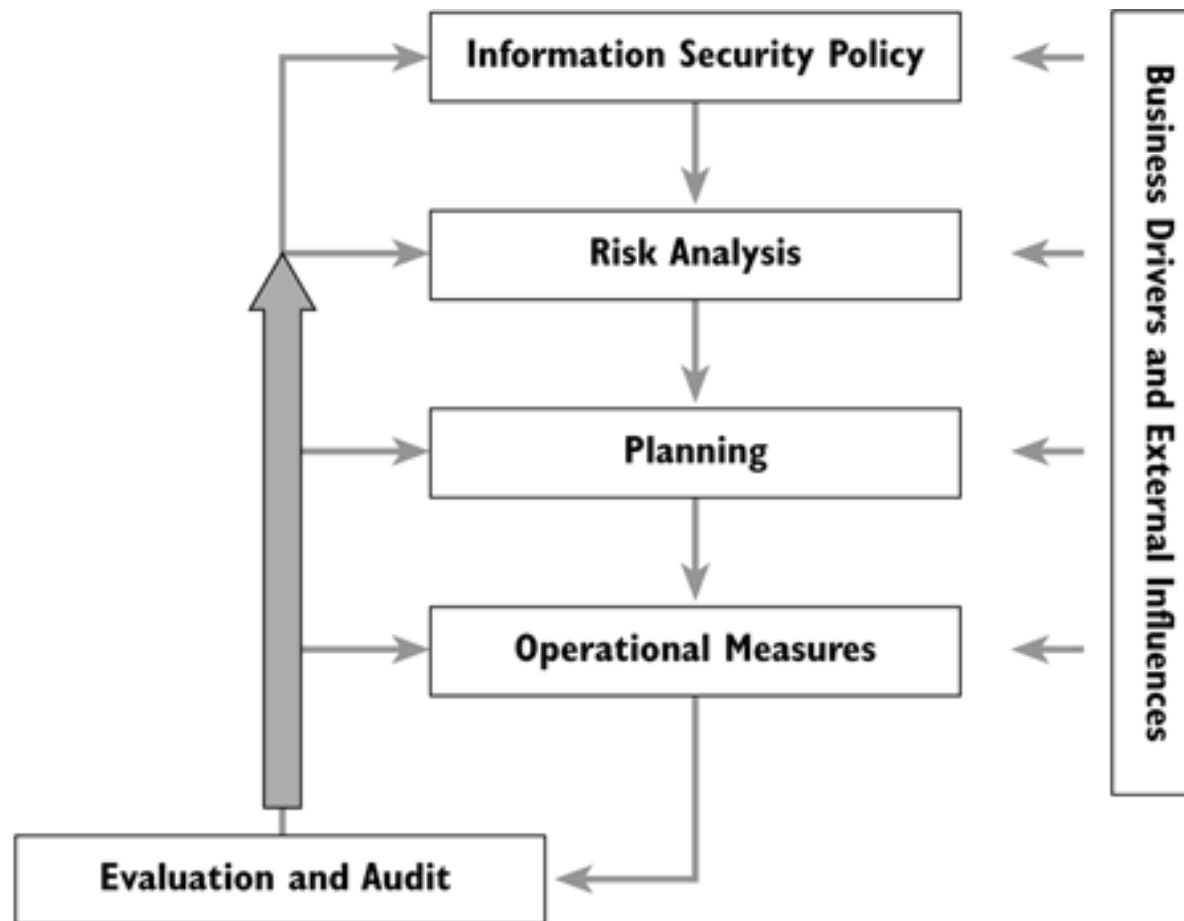 Information Security Policy
Risk Analysis
Planning
Operational Measures
Evaluation and Audit
Business Drivers and External Influences